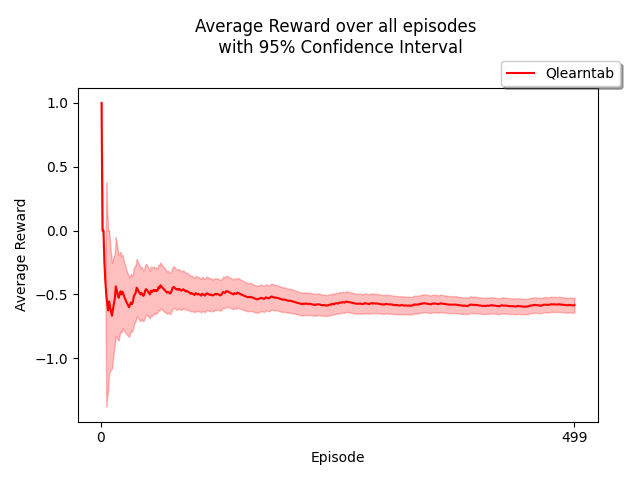 Average Reward over all episodes
with 95% Confidence Interval
Qlearntab
1.0
0.5
0.0
−0.5
−1.0
Average Reward
0
499
Episode